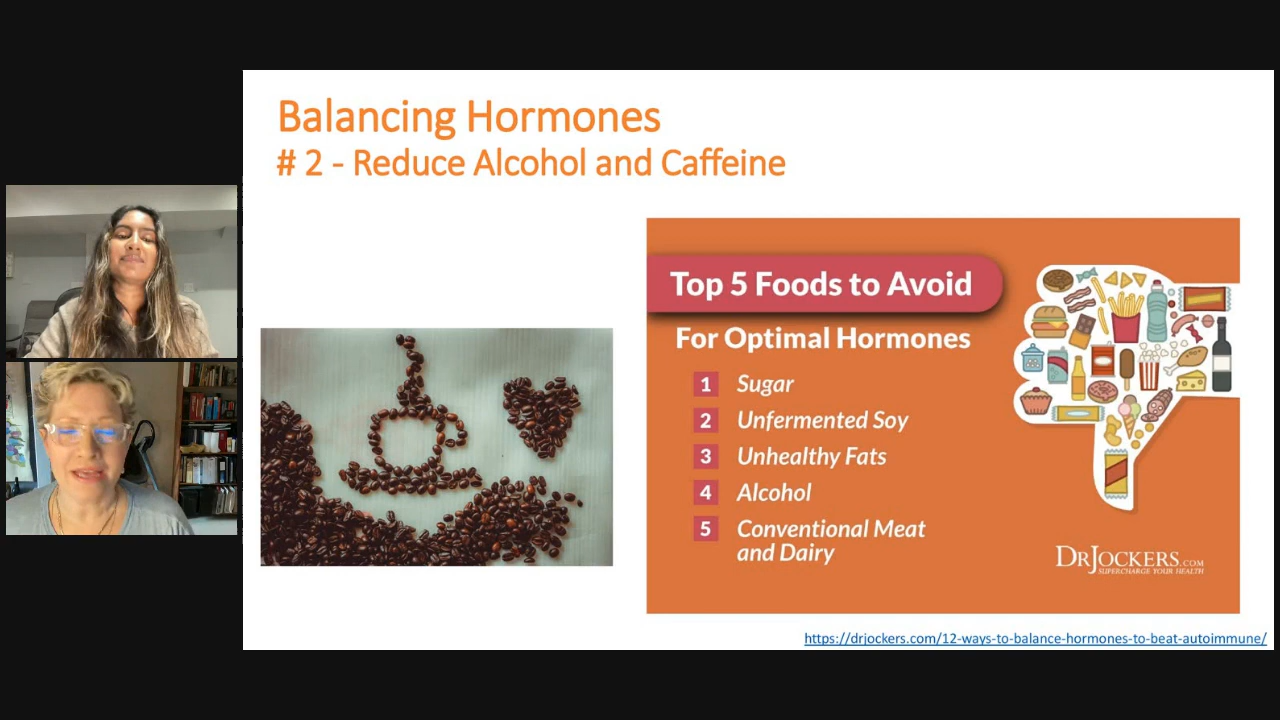 Balancing Hormones
# 2 - Reduce Alcohol and Caffeine
Top 5 Foods to Avoid
For Optimal Hormones
1 Sugar
2 Unfermented Soy
3 Unhealthy Fats
4 Alcohol
5 Conventional Meat
and Dairy
DRJOCKERS.COM
SUPERCHARGE YOUR HEALTH
https://drjockers.com/12-ways-to-balance-hormones-to-beat-autoimmune/